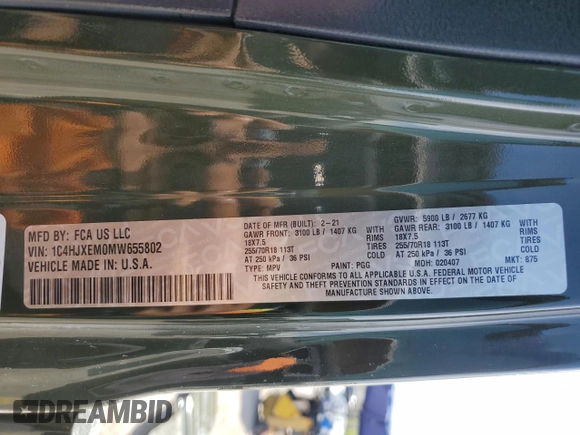 MFD BY: FCA US LLC
VIN: 1C4HJXEM0MW655802
VEHICLE MADE IN: U.S.A.
DATE OF MFR (BUILT): 2-21
GAWR FRONT: 3100 LB / 1407 KG
RIMS
18X7.5
TIRES
255/70R18 113T
AT 250 kPa / 36 PSI
TYPE: MPV
GVWR: 5900 LB / 2677 KG
GAWR REAR: 3100 LB / 1407 KG
RIMS
18X7.5
TIRES
255/70R18 113T
AT 250 kPa / 36 PSI
PAINT: PGG
MDH: 020407
MKT: 875
THIS VEHICLE CONFORMS TO ALL APPLICABLE U.S.A. FEDERAL MOTOR VEHICLE
SAFETY AND THEFT PREVENTION STANDARDS IN EFFECT ON THE DATE OF
MANUFACTURE SHOWN ABOVE.
DREAMBID